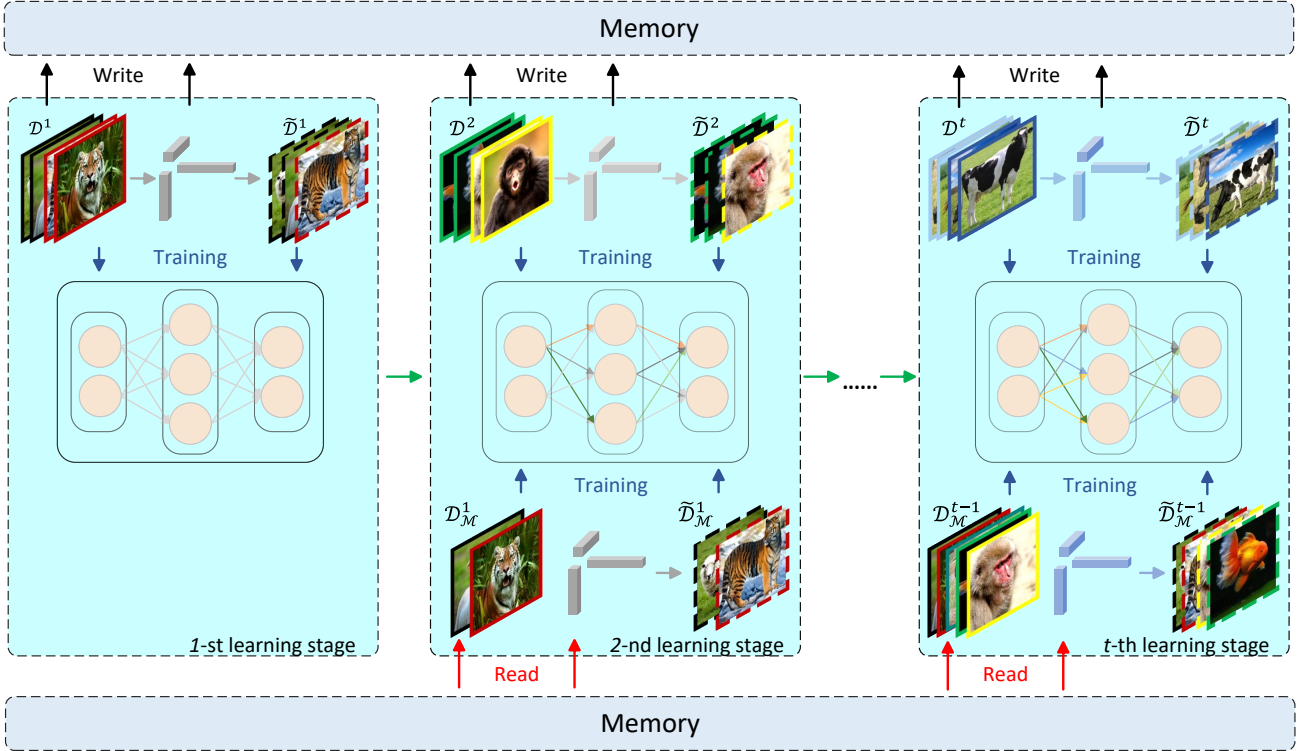 Memory
Write
Write
Write
𝒟¹
𝒟̃¹
𝒟²
𝒟̃²
𝒟ᵗ
𝒟̃ᵗ
Training
Training
Training
......
Training
Training
𝒟¹_ℳ
𝒟̃¹_ℳ
𝒟ᵗ⁻¹_ℳ
𝒟̃ᵗ⁻¹_ℳ
1-st learning stage
2-nd learning stage
t-th learning stage
Read
Read
Memory